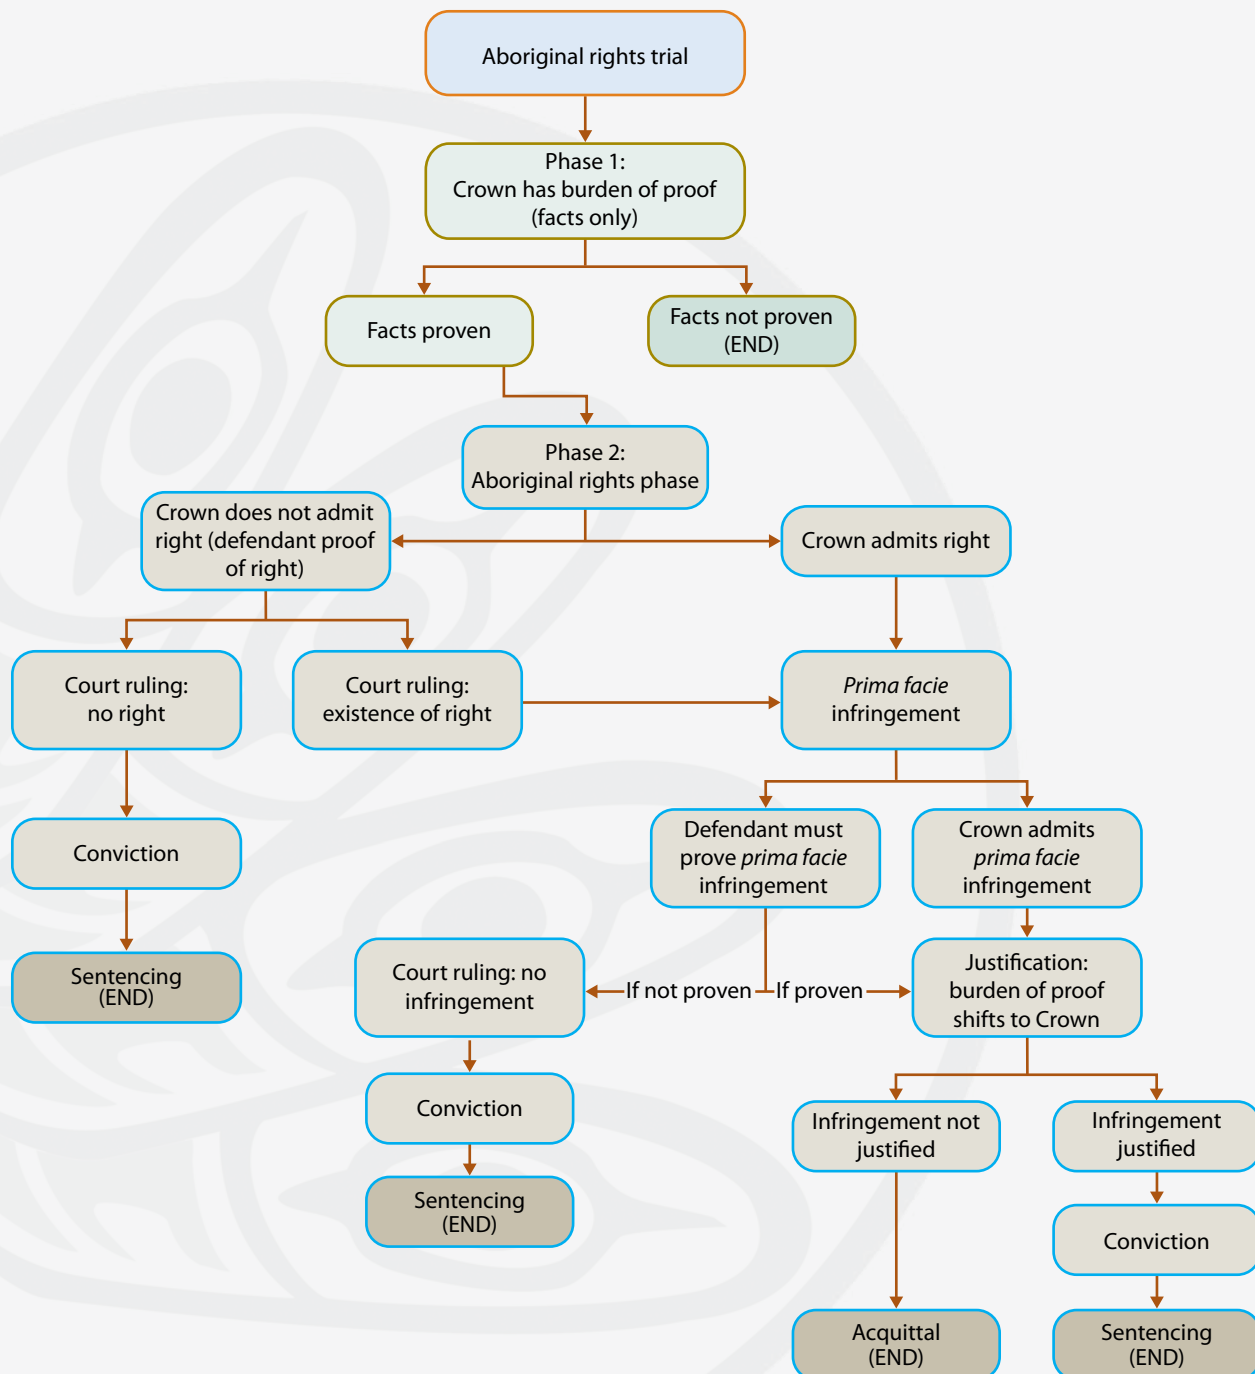 Aboriginal rights trial
Phase 1:
Crown has burden of proof
(facts only)
Facts proven
Facts not proven
(END)
Phase 2:
Aboriginal rights phase
Crown does not admit
right (defendant proof
of right)
Crown admits right
Court ruling:
no right
Court ruling:
existence of right
Prima facie
infringement
Conviction
Defendant must
prove prima facie
infringement
Crown admits
prima facie
infringement
Sentencing
(END)
Court ruling: no
infringement
If not proven
If proven
Justification:
burden of proof
shifts to Crown
Conviction
Infringement not
justified
Infringement
justified
Sentencing
(END)
Conviction
Acquittal
(END)
Sentencing
(END)